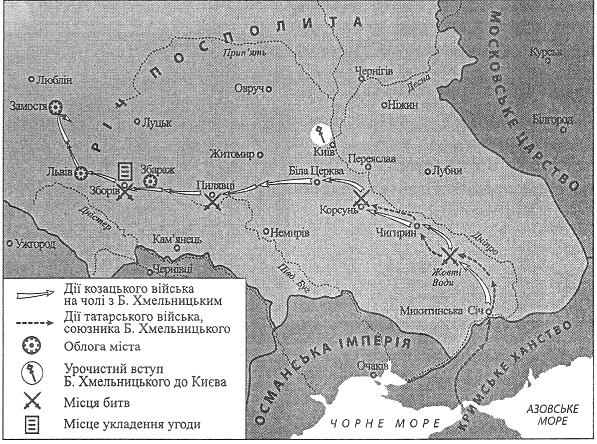 РІЧ ПОСПОЛИТА
МОСКОВСЬКЕ ЦАРСТВО
Прип'ять
Курськ
Чернігів
Десна
Люблін
Овруч
Замостя
Ніжин
Білгород
Луцьк
Київ
Житомир
Переяслав
Львів
Збараж
Біла Церква
Лубни
Зборів
Пилявці
Корсунь
Дністер
Чигирин
Дніпро
Немирів
Ужгород
Кам'янець
Жовті
Води
Чернівці
Півд. Буг
Микитинська Січ
Дії козацького війська
на чолі з Б. Хмельницьким
Дії татарського війська,
союзника Б. Хмельницького
Облога міста
Урочистий вступ
Б. Хмельницького до Києва
Місця битв
Місце укладення угоди
ОСМАНСЬКА ІМПЕРІЯ
Очаків
КРИМСЬКЕ ХАНСТВО
ЧОРНЕ МОРЕ
АЗОВСЬКЕ
МОРЕ